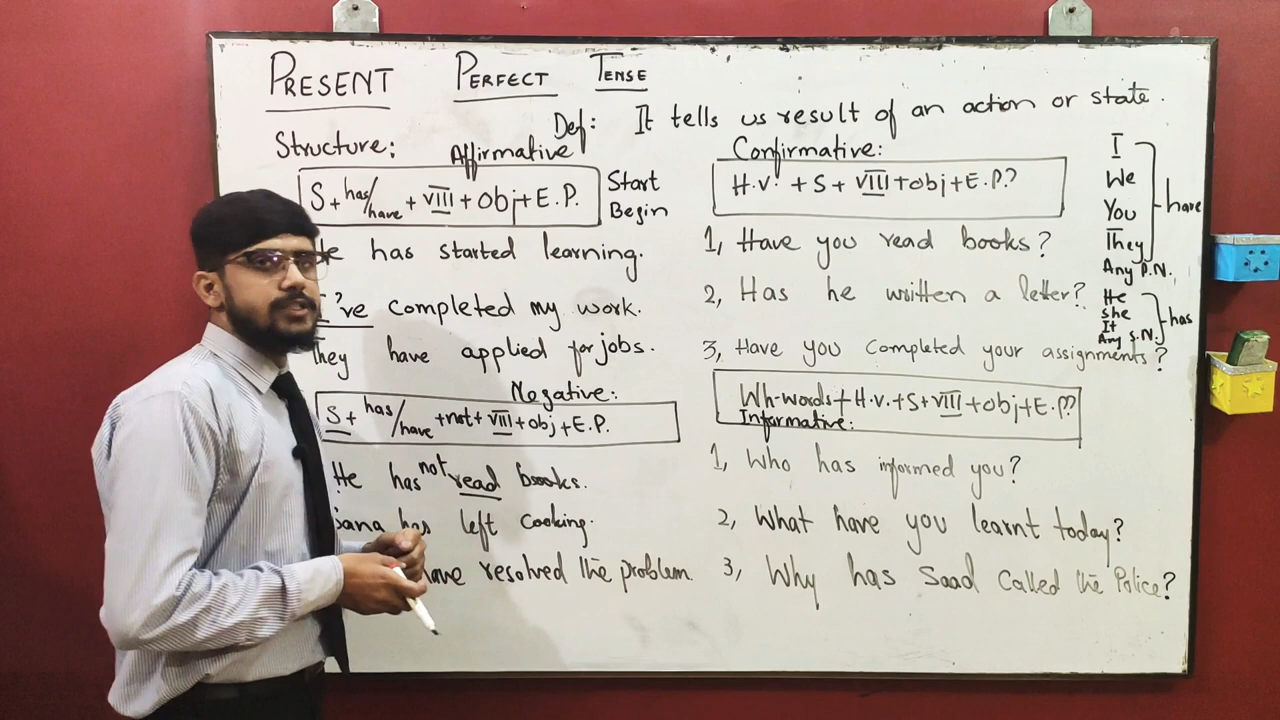 PRESENT PERFECT TENSE
Def: It tells us result of an action or state.
Structure: Affirmative
S + has/have + VIII + Obj + E.P.
Start
Begin
has started learning.
I've completed my work.
They have applied for jobs.
Negative:
S + has/have + not + VIII + obj + E.P.
He has not read books.
Sana has left cooking.
have resolved the problem.
Confirmative:
H.V. + S + VIII + obj + E.P.?
1, Have you read books?
2, Has he written a letter?
3, Have you completed your assignments?
Wh-words + H.V. + S + VIII + obj + E.P??
Informative:
1, Who has informed you?
2, What have you learnt today?
3, Why has Saad called the Police?
I
We
You
They
Any P.N.
have
He
She
It
Any S.N.
has